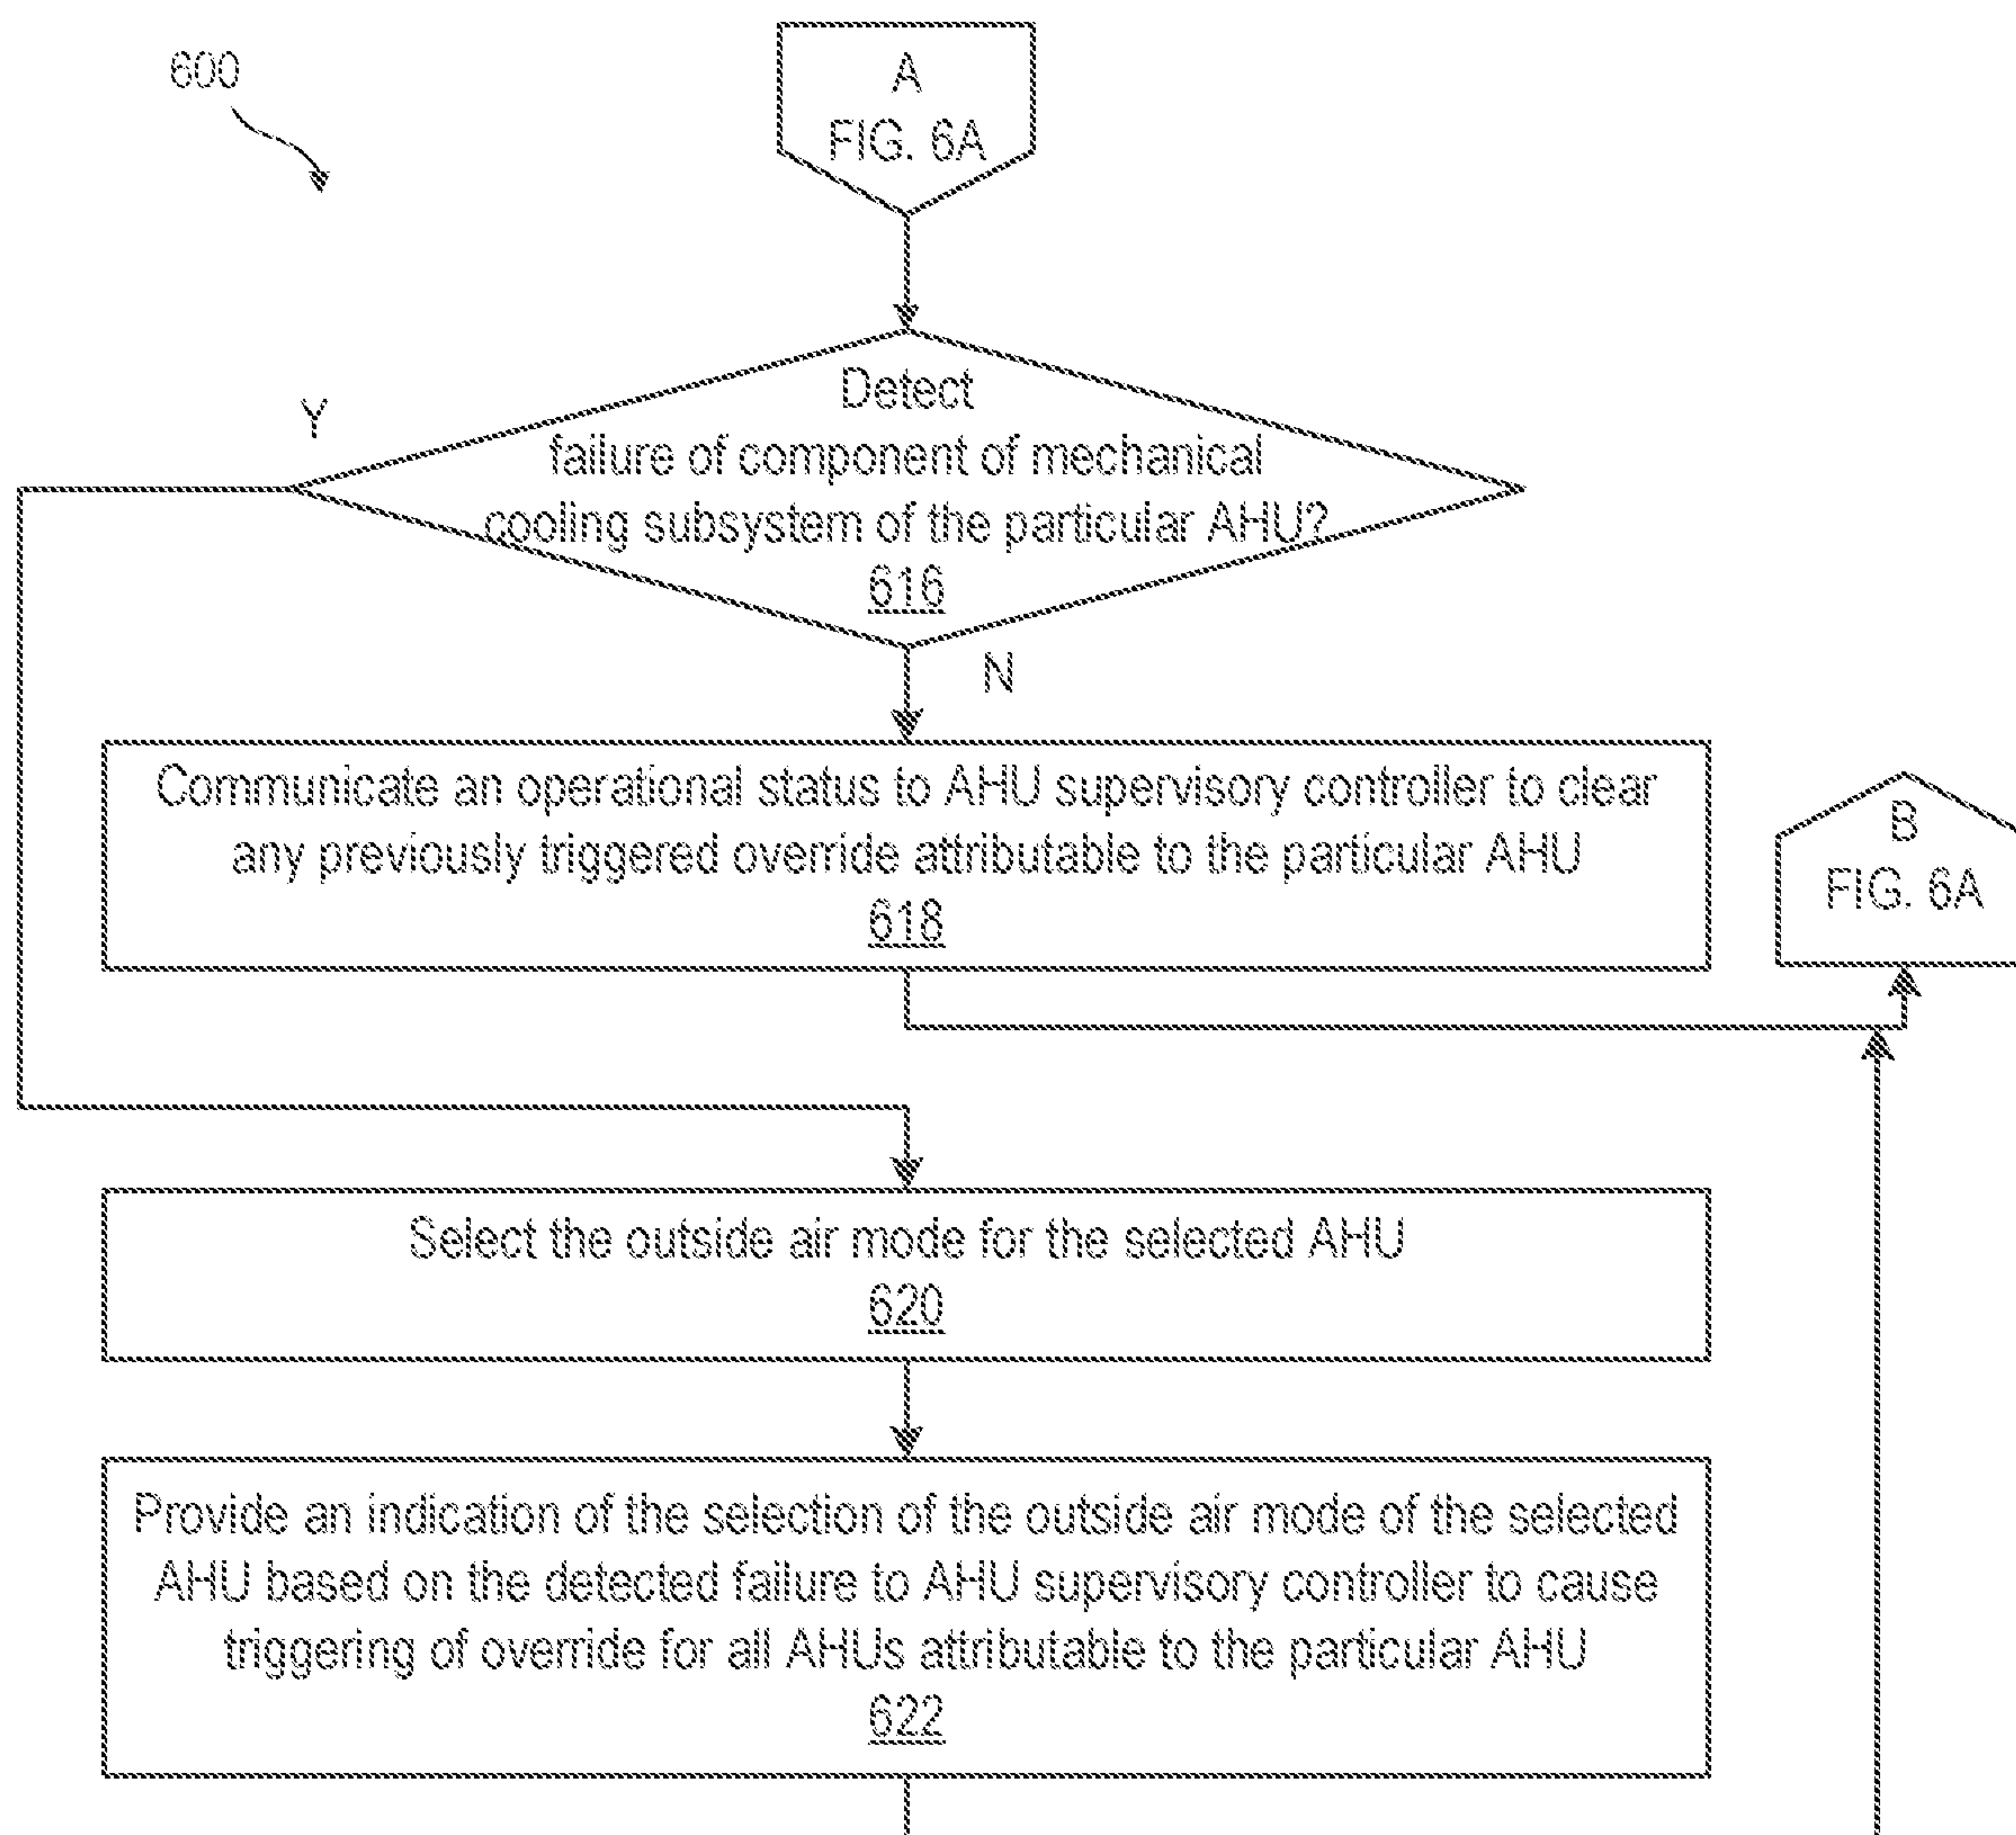 600
A
FIG. 6A
Detect
failure of component of mechanical
cooling subsystem of the particular AHU?
616
Y
N
Communicate an operational status to AHU supervisory controller to clear
any previously triggered override attributable to the particular AHU
618
B
FIG. 6A
Select the outside air mode for the selected AHU
620
Provide an indication of the selection of the outside air mode of the selected
AHU based on the detected failure to AHU supervisory controller to cause
triggering of override for all AHUs attributable to the particular AHU
622